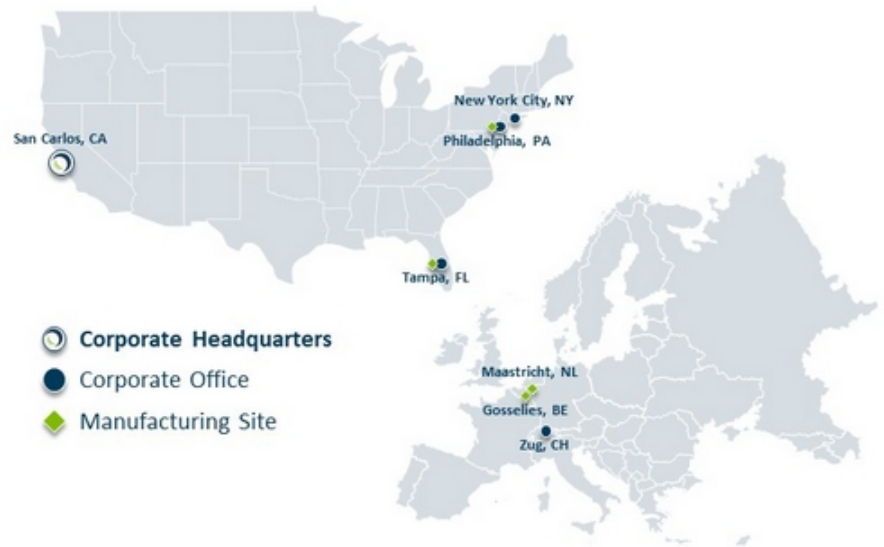 New York City, NY
San Carlos, CA
Philadelphia, PA
Tampa, FL
Corporate Headquarters
Corporate Office
Manufacturing Site
Maastricht, NL
Gosselies, BE
Zug, CH